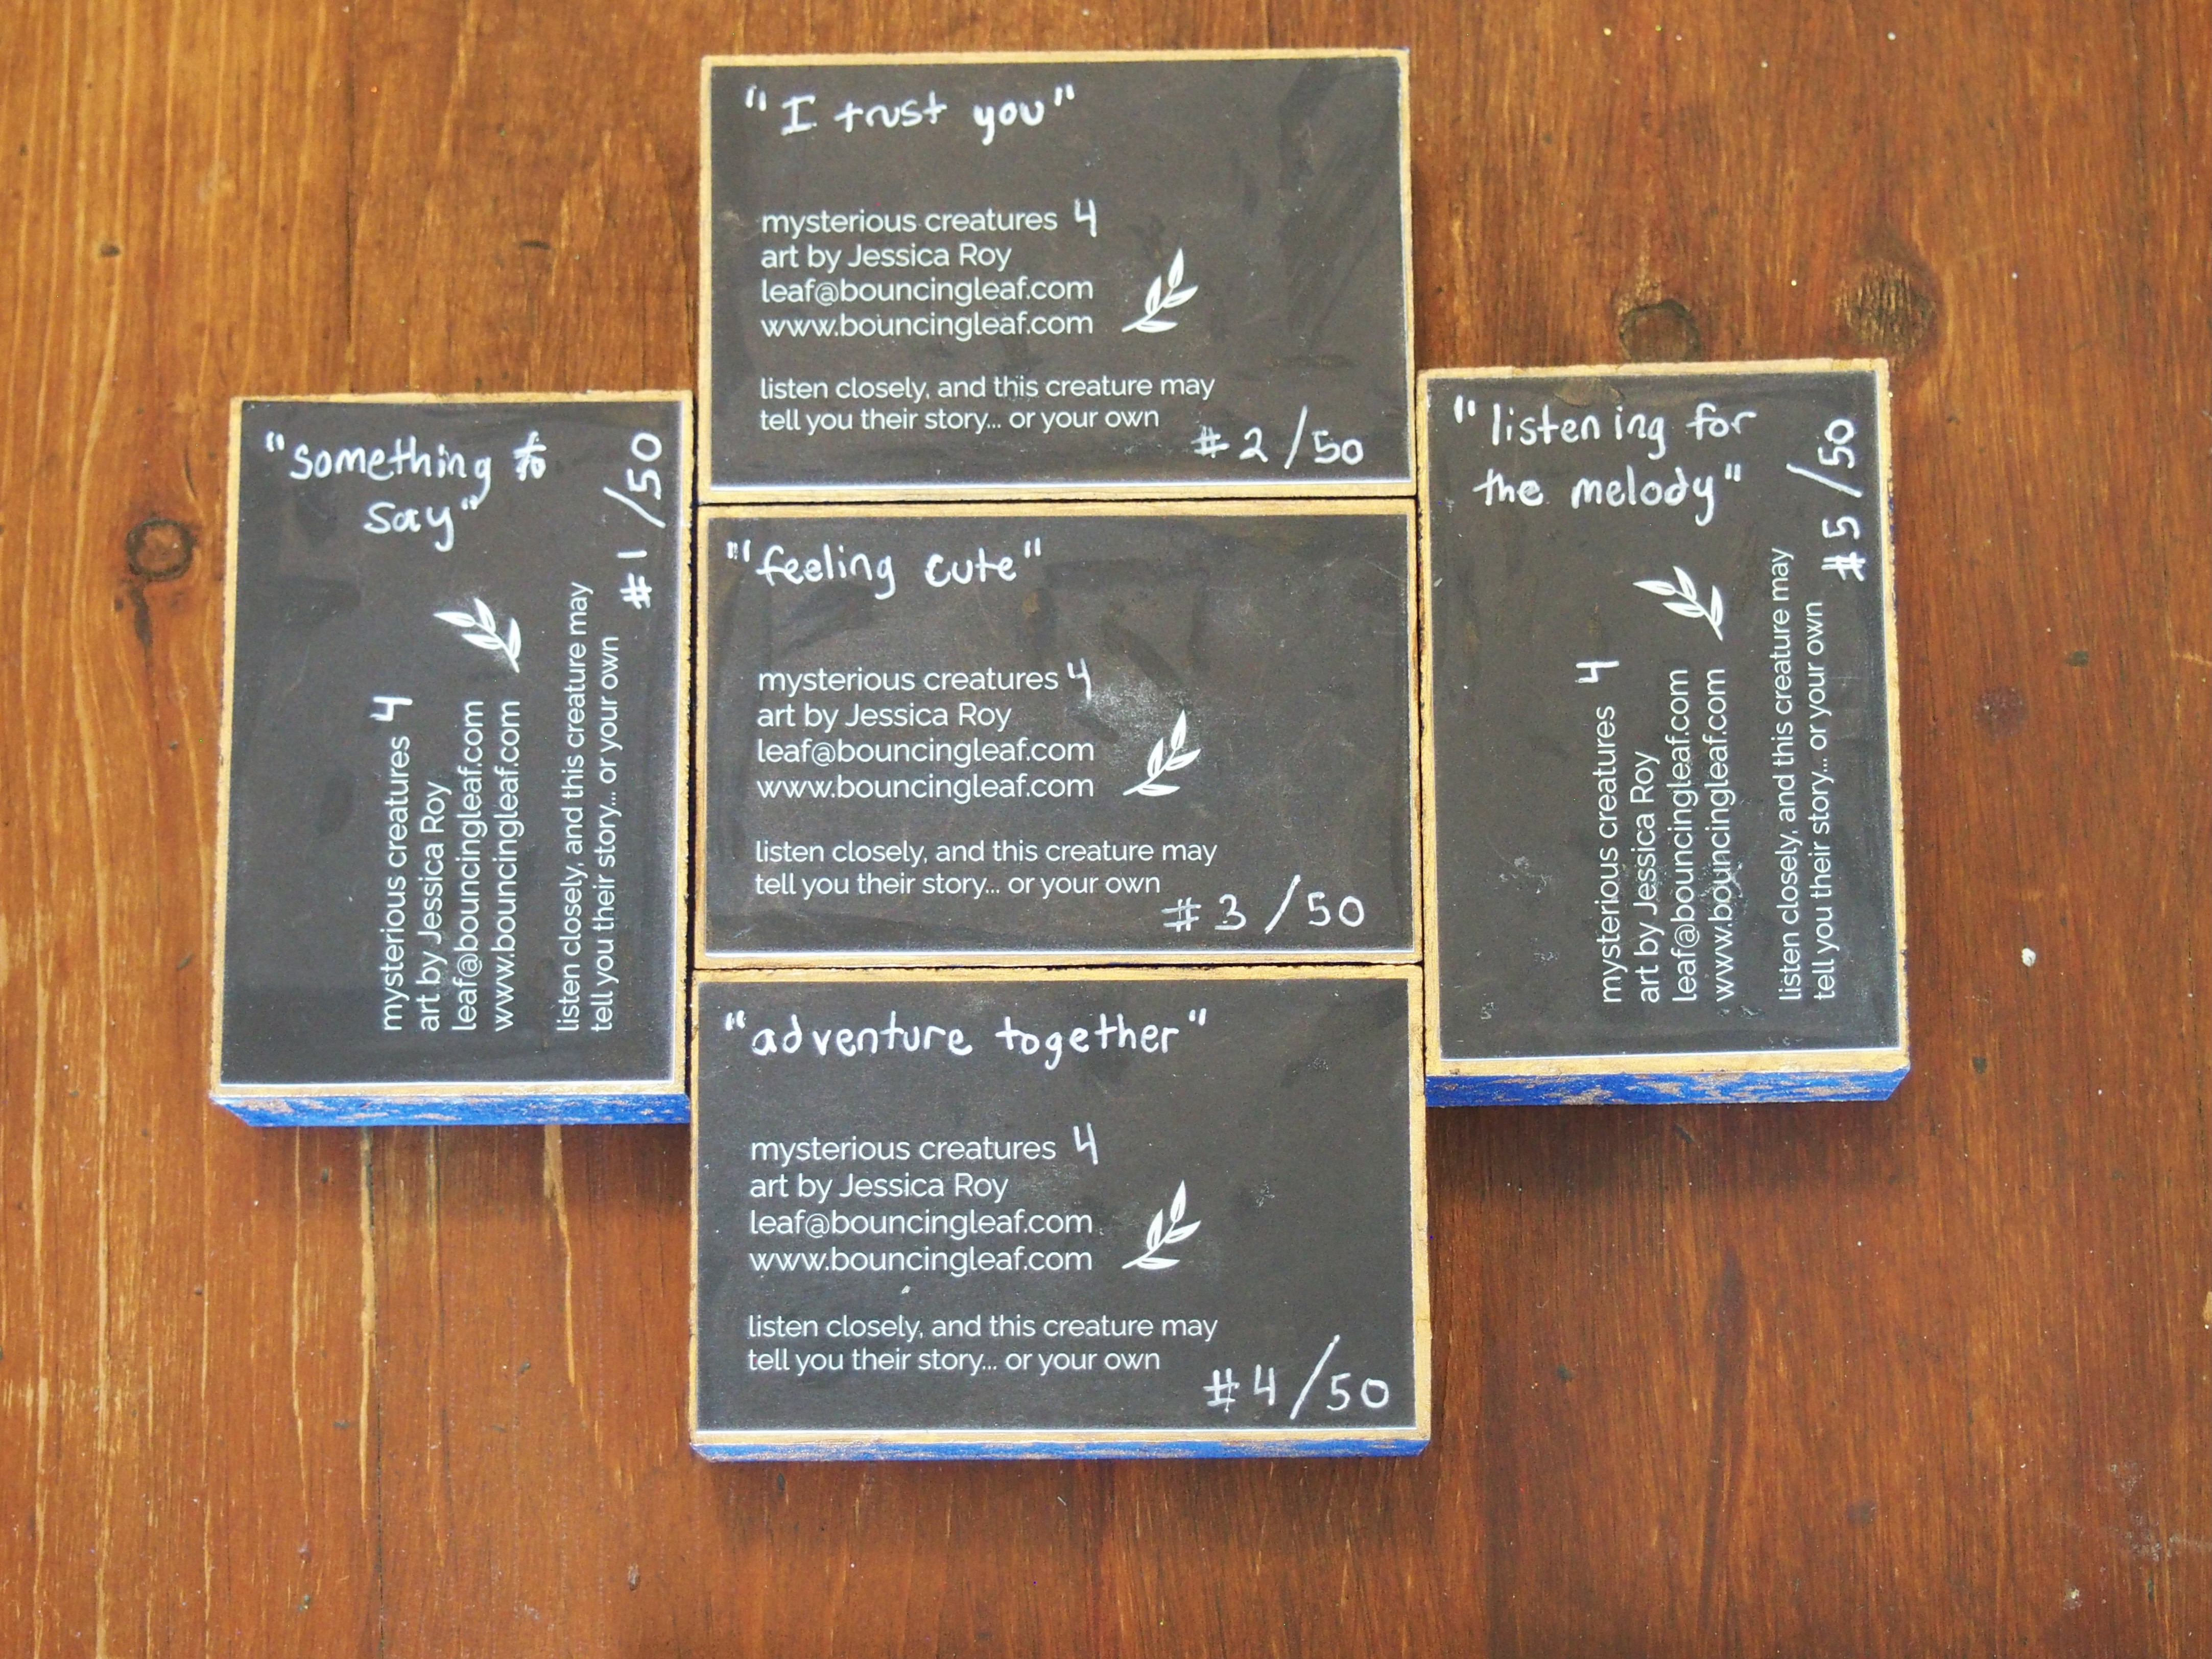 "I trust you"
mysterious creatures 4
art by Jessica Roy
leaf@bouncingleaf.com
www.bouncingleaf.com
listen closely, and this creature may
tell you their story... or your own
#2/50
"something to
say"
mysterious creatures 4
art by Jessica Roy
leaf@bouncingleaf.com
www.bouncingleaf.com
listen closely, and this creature may
tell you their story... or your own
#1/50
"feeling cute"
mysterious creatures 4
art by Jessica Roy
leaf@bouncingleaf.com
www.bouncingleaf.com
listen closely, and this creature may
tell you their story... or your own
#3/50
"listening for
the melody"
mysterious creatures 4
art by Jessica Roy
leaf@bouncingleaf.com
www.bouncingleaf.com
listen closely, and this creature may
tell you their story... or your own
#5/50
"adventure together"
mysterious creatures 4
art by Jessica Roy
leaf@bouncingleaf.com
www.bouncingleaf.com
listen closely, and this creature may
tell you their story... or your own
#4/50